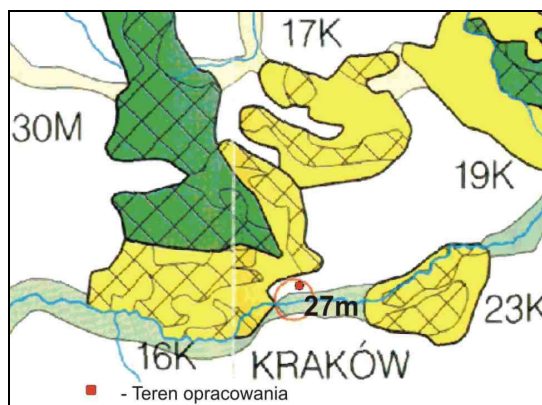 17K
30M
19K
27m
23K
16K
KRAKÓW
- Teren opracowania